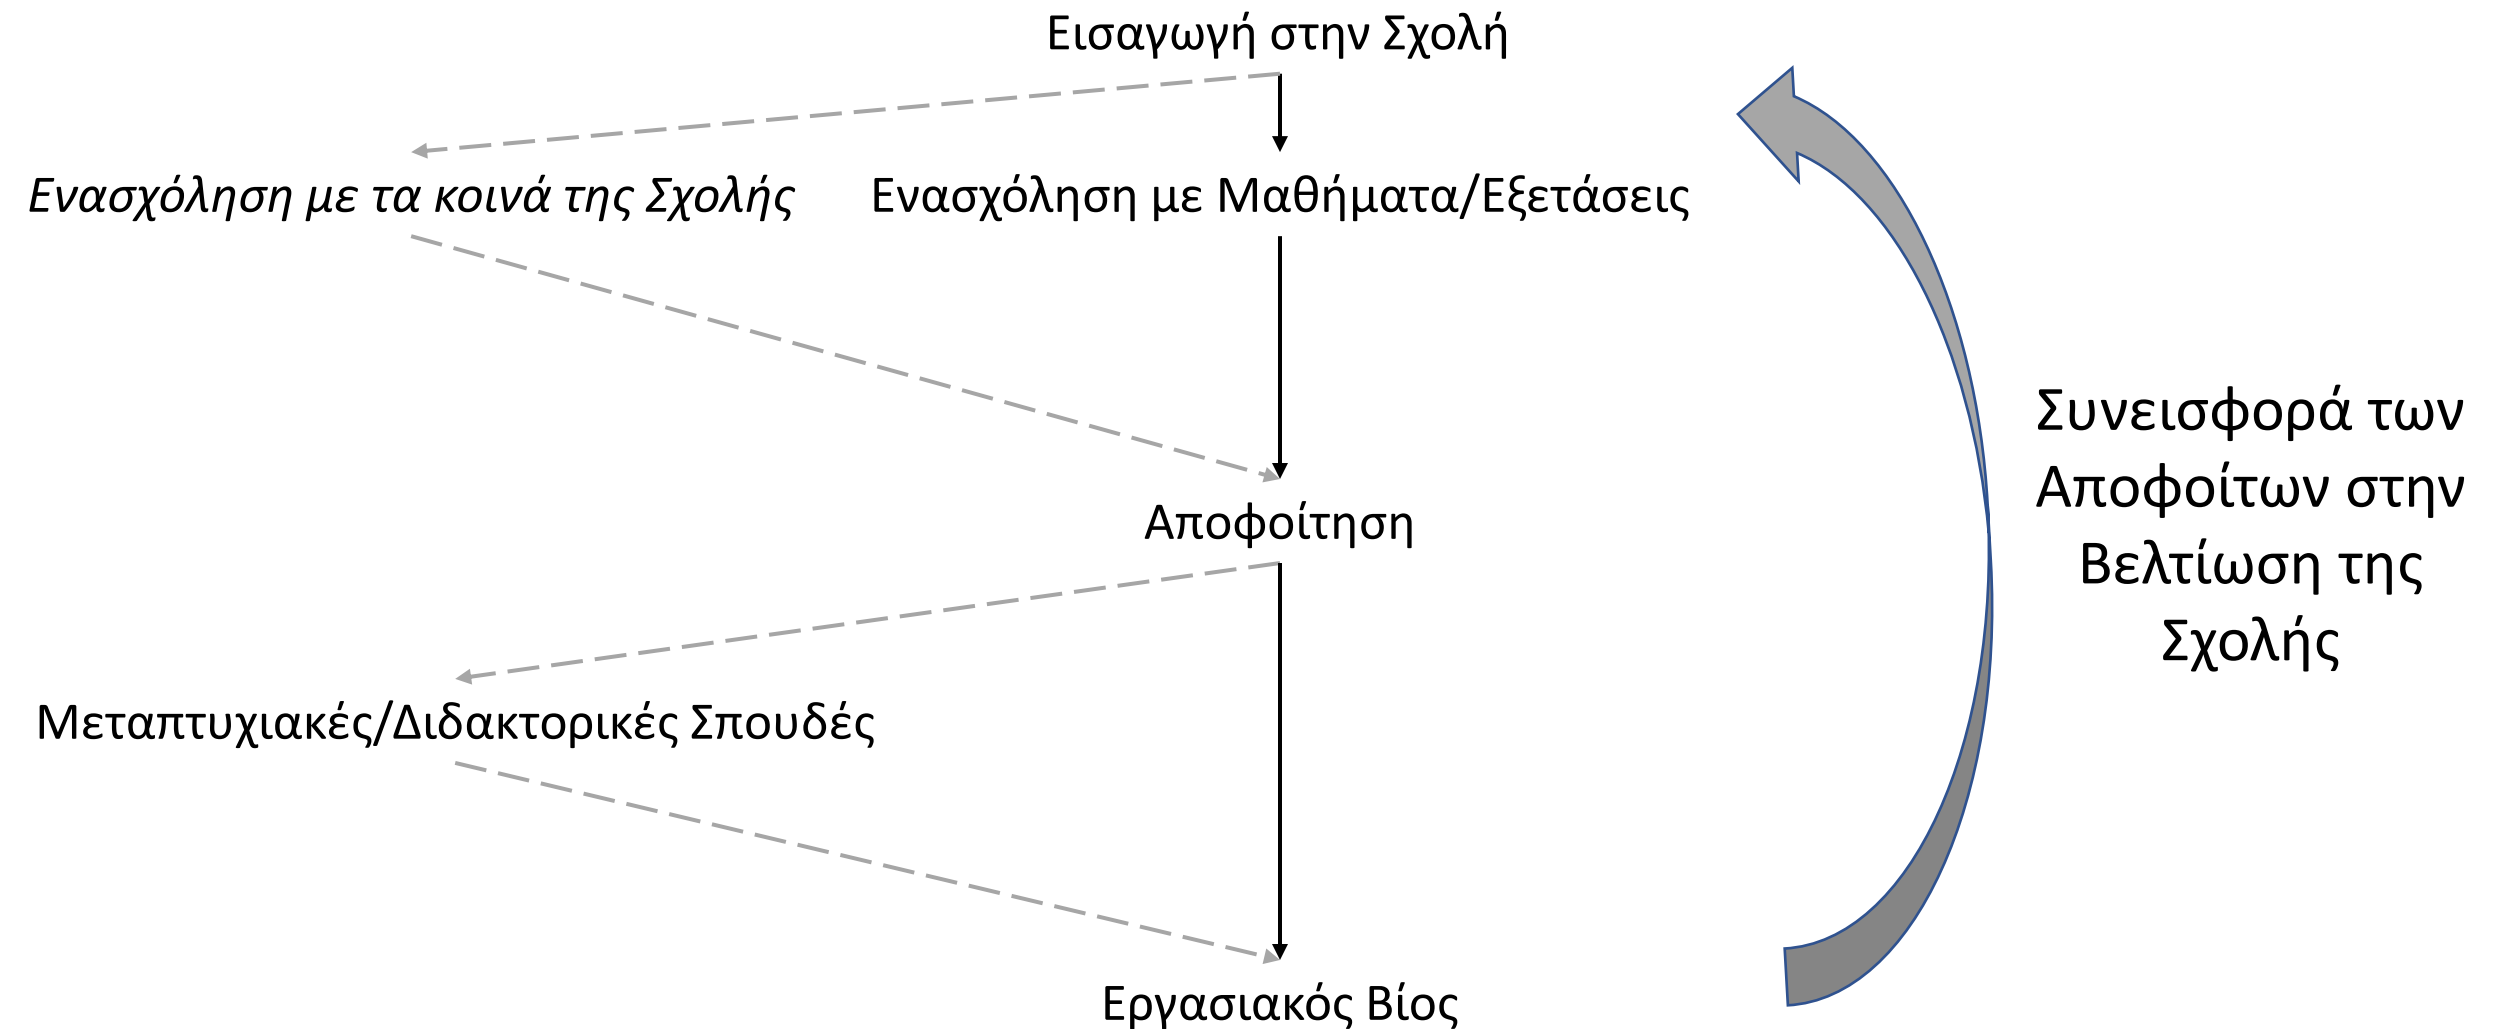 Εισαγωγή στην Σχολή
Ενασχόληση με τα κοινά της Σχολής
Ενασχόληση με Μαθήματα/Εξετάσεις
Συνεισφορά των
Αποφοίτων στην
Βελτίωση της
Σχολής
Αποφοίτηση
Μεταπτυχιακές/Διδακτορικές Σπουδές
Εργασιακός Βίος